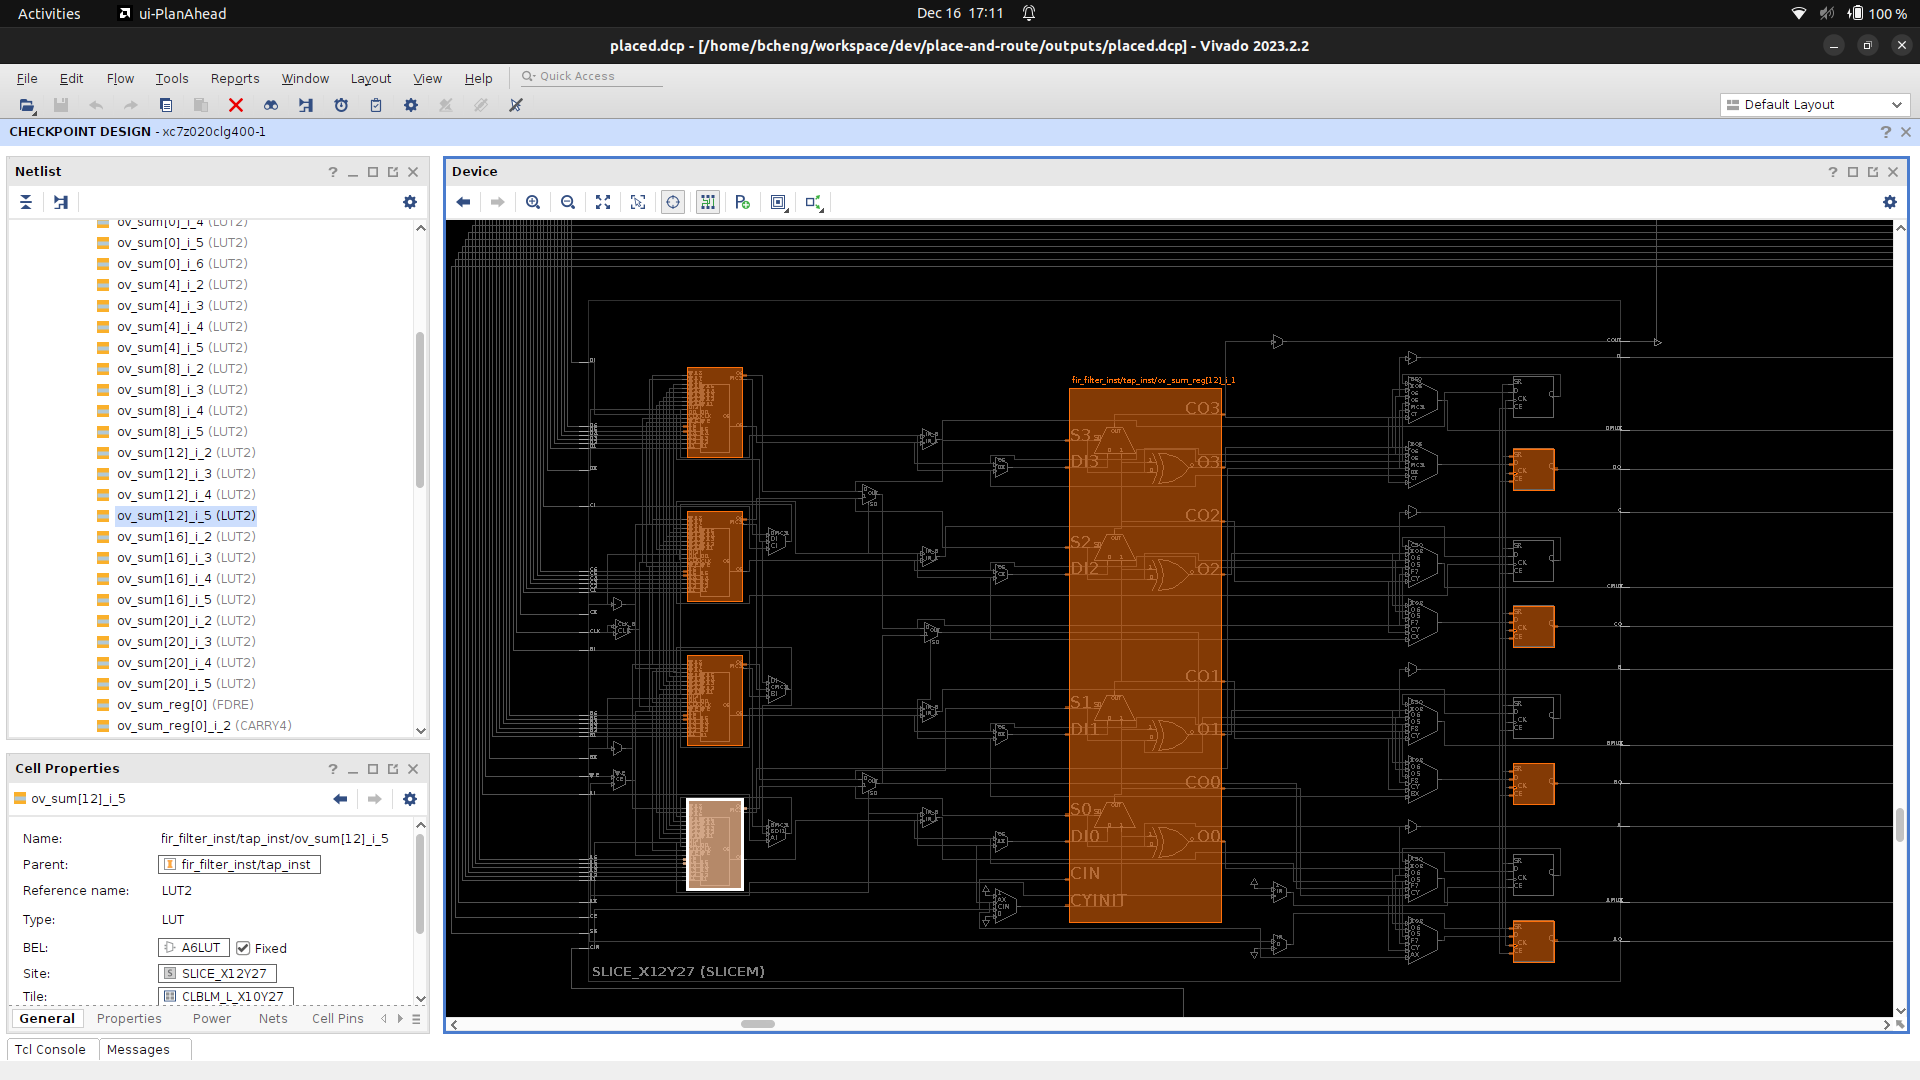 Activities
ui-PlanAhead
Dec 16 17:11
100 %
placed.dcp - [/home/bcheng/workspace/dev/place-and-route/outputs/placed.dcp] - Vivado 2023.2.2
File Edit Flow Tools Reports Window Layout View Help
Quick Access
Default Layout
CHECKPOINT DESIGN - xc7z020clg400-1
Netlist
ov_sum[0]_i_4 (LUT2)
ov_sum[0]_i_5 (LUT2)
ov_sum[0]_i_6 (LUT2)
ov_sum[4]_i_2 (LUT2)
ov_sum[4]_i_3 (LUT2)
ov_sum[4]_i_4 (LUT2)
ov_sum[4]_i_5 (LUT2)
ov_sum[8]_i_2 (LUT2)
ov_sum[8]_i_3 (LUT2)
ov_sum[8]_i_4 (LUT2)
ov_sum[8]_i_5 (LUT2)
ov_sum[12]_i_2 (LUT2)
ov_sum[12]_i_3 (LUT2)
ov_sum[12]_i_4 (LUT2)
ov_sum[12]_i_5 (LUT2)
ov_sum[16]_i_2 (LUT2)
ov_sum[16]_i_3 (LUT2)
ov_sum[16]_i_4 (LUT2)
ov_sum[16]_i_5 (LUT2)
ov_sum[20]_i_2 (LUT2)
ov_sum[20]_i_3 (LUT2)
ov_sum[20]_i_4 (LUT2)
ov_sum[20]_i_5 (LUT2)
ov_sum_reg[0] (FDRE)
ov_sum_reg[0]_i_2 (CARRY4)
Cell Properties
ov_sum[12]_i_5
Name: fir_filter_inst/tap_inst/ov_sum[12]_i_5
Parent: fir_filter_inst/tap_inst
Reference name: LUT2
Type: LUT
BEL: A6LUT Fixed
Site: SLICE_X12Y27
Tile: CLBLM_L_X10Y27
General Properties Power Nets Cell Pins
Tcl Console Messages
Device
fir_filter_inst/tap_inst/ov_sum_reg[12]_i_1
CO3
S3
DI3
O3
CO2
S2
DI2
O2
CO1
S1
DI1
O1
CO0
S0
DI0
O0
CIN
CYINIT
SLICE_X12Y27 (SLICEM)